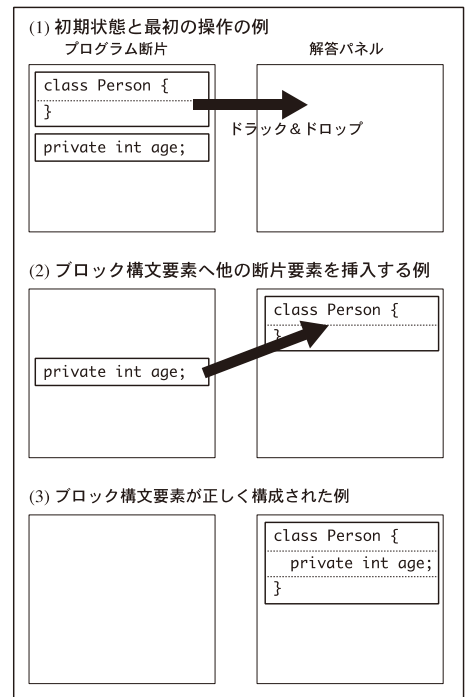 (1) 初期状態と最初の操作の例
プログラム断片
解答パネル
class Person {
}
private int age;
ドラック＆ドロップ
(2) ブロック構文要素へ他の断片要素を挿入する例
class Person {
}
private int age;
(3) ブロック構文要素が正しく構成された例
class Person {
private int age;
}